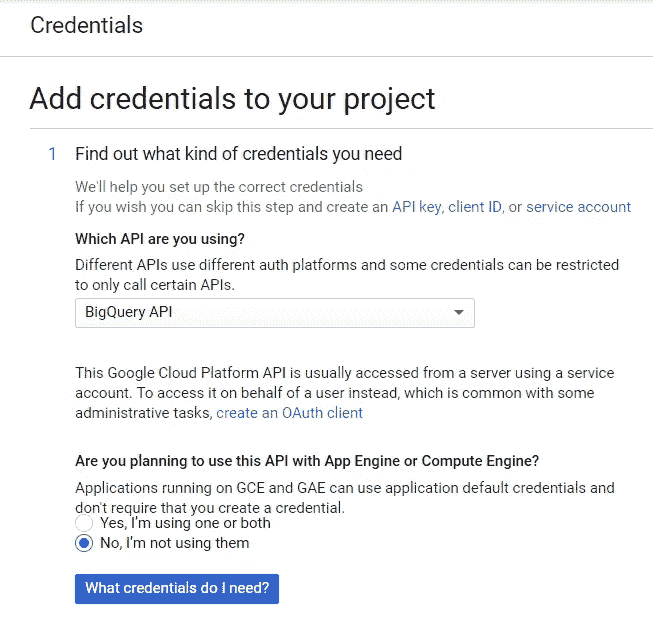 Credentials
Add credentials to your project
1 Find out what kind of credentials you need
We'll help you set up the correct credentials
If you wish you can skip this step and create an API key, client ID, or service account
Which API are you using?
Different APIs use different auth platforms and some credentials can be restricted
to only call certain APIs.
BigQuery API
This Google Cloud Platform API is usually accessed from a server using a service
account. To access it on behalf of a user instead, which is common with some
administrative tasks, create an OAuth client
Are you planning to use this API with App Engine or Compute Engine?
Applications running on GCE and GAE can use application default credentials and
don't require that you create a credential.
Yes, I'm using one or both
No, I'm not using them
What credentials do I need?